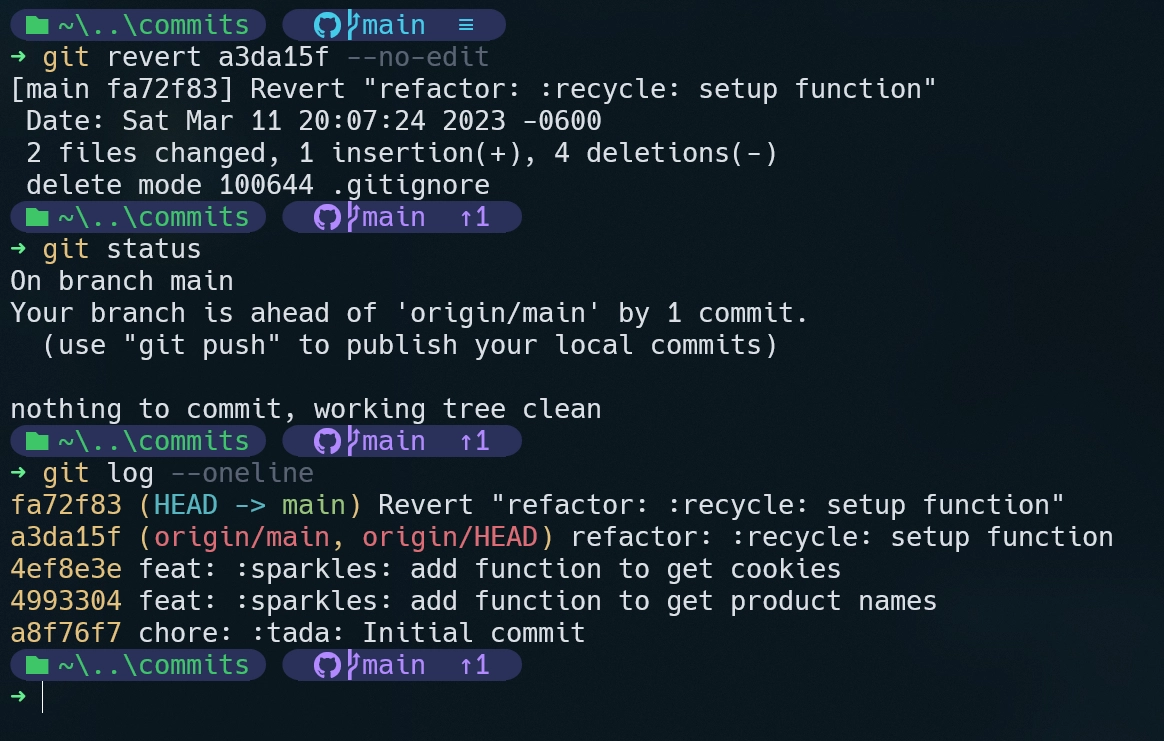 ~\..\commits main ≡
→ git revert a3da15f --no-edit
[main fa72f83] Revert "refactor: :recycle: setup function"
 Date: Sat Mar 11 20:07:24 2023 -0600
 2 files changed, 1 insertion(+), 4 deletions(-)
 delete mode 100644 .gitignore
~\..\commits main ↑1
→ git status
On branch main
Your branch is ahead of 'origin/main' by 1 commit.
  (use "git push" to publish your local commits)

nothing to commit, working tree clean
~\..\commits main ↑1
→ git log --oneline
fa72f83 (HEAD -> main) Revert "refactor: :recycle: setup function"
a3da15f (origin/main, origin/HEAD) refactor: :recycle: setup function
4ef8e3e feat: :sparkles: add function to get cookies
4993304 feat: :sparkles: add function to get product names
a8f76f7 chore: :tada: Initial commit
~\..\commits main ↑1
→